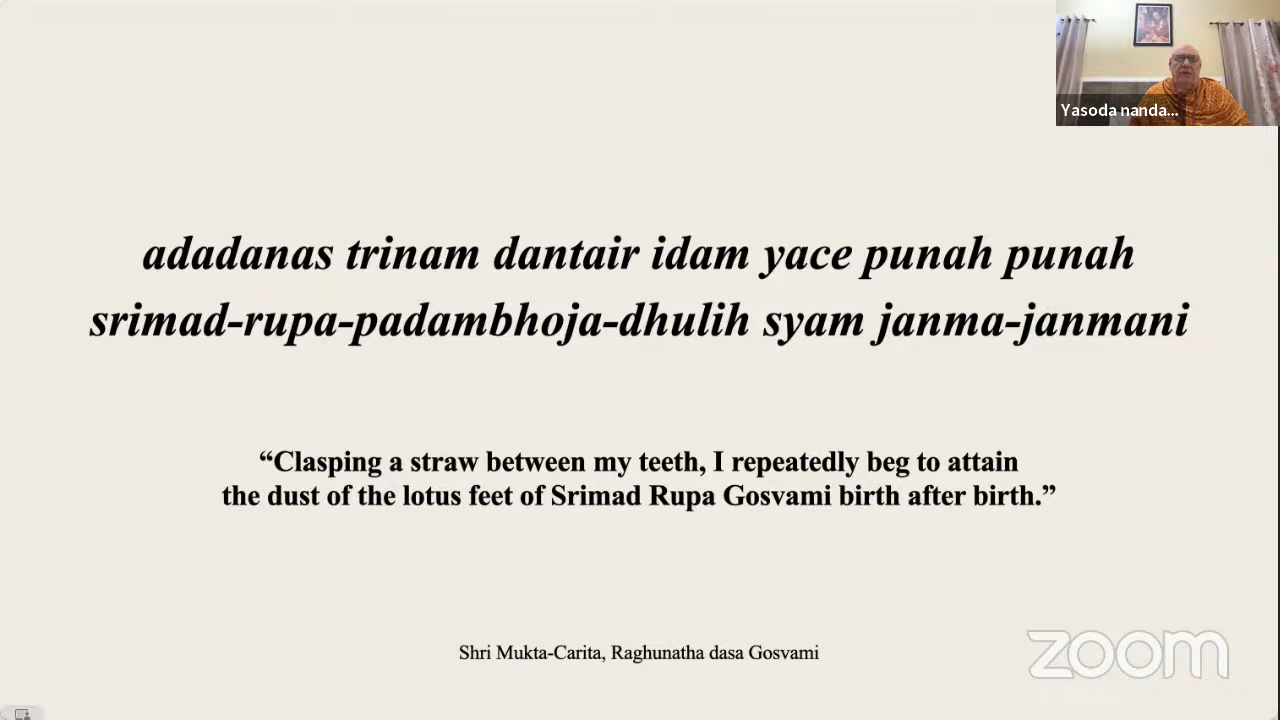 Yasoda nanda...
adadanas trinam dantair idam yace punah punah
srimad-rupa-padambhoja-dhulih syam janma-janmani
“Clasping a straw between my teeth, I repeatedly beg to attain
the dust of the lotus feet of Srimad Rupa Gosvami birth after birth.”
Shri Mukta-Carita, Raghunatha dasa Gosvami
zoom